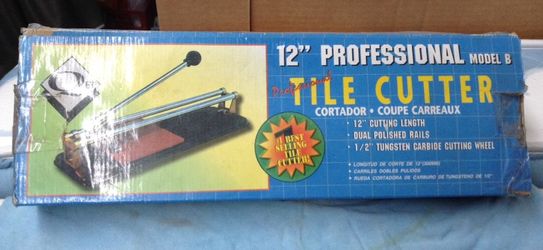 12" PROFESSIONAL MODEL B
Professional
TILE CUTTER
CORTADOR • COUPE CARREAUX
• 12" CUTTING LENGTH
• DUAL POLISHED RAILS
• 1/2" TUNGSTEN CARBIDE CUTTING WHEEL
#1 BEST
SELLING TILE
CUTTER!
• LONGITUD DE CORTE DE 12"(300MM)
• CARRILES DOBLES PULIDOS
• RUEDA CORTADORA DE CARBURO DE TUNGSTENO DE 1/2"